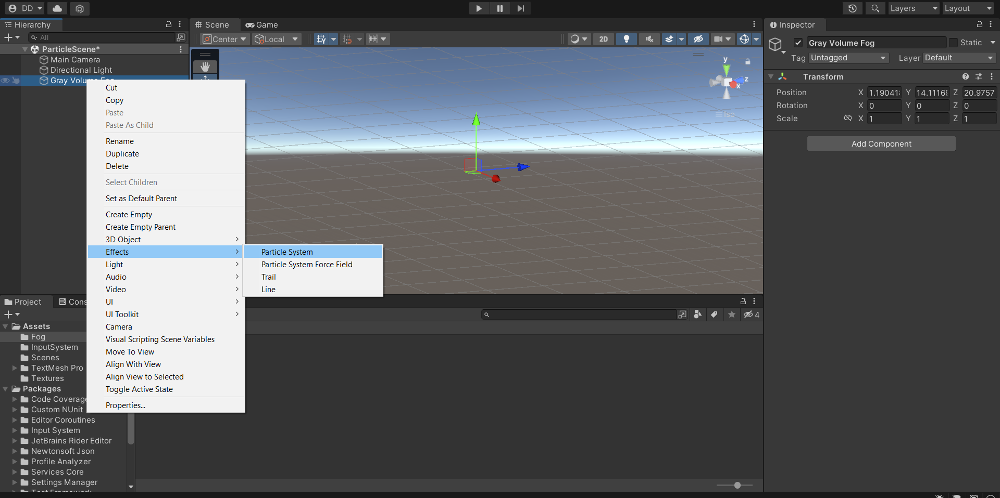 DD
Layers
Layout
Hierarchy
Scene
Game
Inspector
All
Center
Local
2D
Gray Volume Fog
Static
Tag
Untagged
Layer
Default
ParticleScene*
Main Camera
Directional Light
Gray Volume Fog
y
z
x
Iso
Transform
Position
X
1.1904
Y
14.1116
Z
20.9757
Rotation
X
0
Y
0
Z
0
Scale
X
1
Y
1
Z
1
Add Component
Cut
Copy
Paste
Paste As Child
Rename
Duplicate
Delete
Select Children
Set as Default Parent
Create Empty
Create Empty Parent
3D Object
Effects
Light
Audio
Video
UI
UI Toolkit
Camera
Visual Scripting Scene Variables
Move To View
Align With View
Align View to Selected
Toggle Active State
Properties...
Particle System
Particle System Force Field
Trail
Line
Project
Cons
4
Assets
Fog
InputSystem
Scenes
TextMesh Pro
Textures
Packages
Code Coverage
Custom NUnit
Editor Coroutines
Input System
JetBrains Rider Editor
Newtonsoft Json
Profile Analyzer
Services Core
Settings Manager
Test Framework